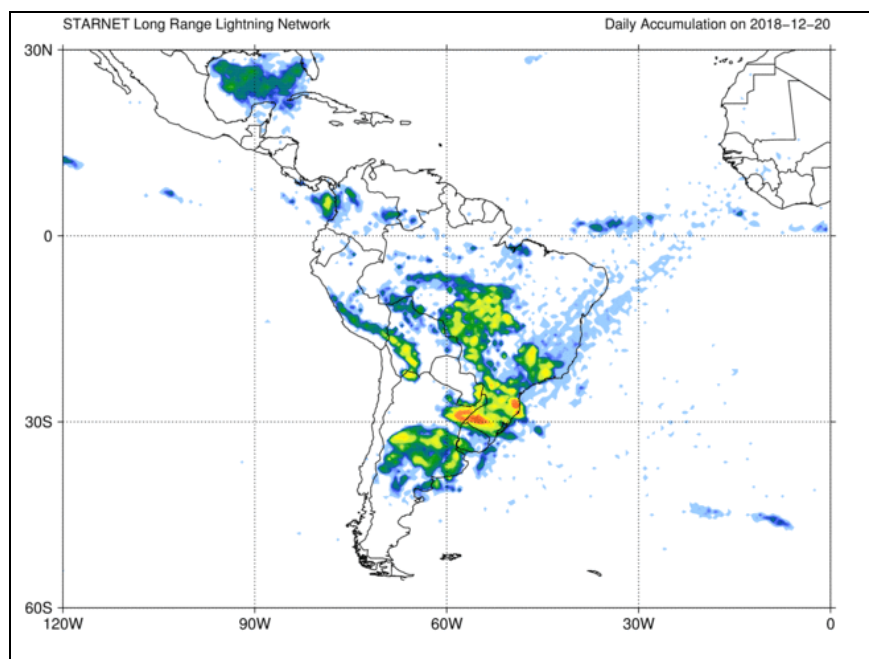 STARNET Long Range Lightning Network Daily Accumulation on 2018−12−20
30N
0
30S
60S
120W 90W 60W 30W 0